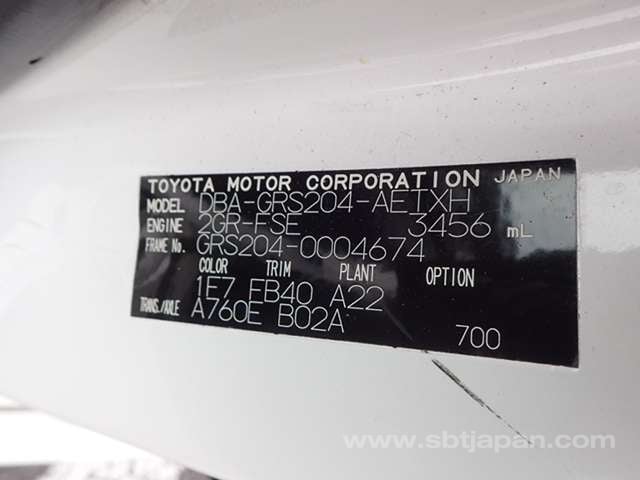 TOYOTA MOTOR CORPORATION JAPAN
MODEL DBA-GRS204-AETXH
ENGINE 2GR-FSE 3456 mL
FRAME No. GRS204-0004674
COLOR TRIM PLANT OPTION
1E7 FB40 A22
TRANS./AXLE A760E B02A
700
www.sbtjapan.com